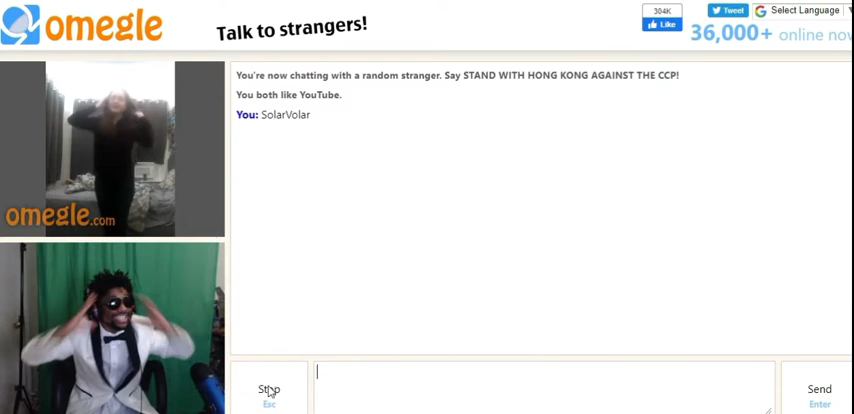 omegle
Talk to strangers!
304K
Like
Tweet
Select Language
36,000+ online now
You're now chatting with a random stranger. Say STAND WITH HONG KONG AGAINST THE CCP!
You both like YouTube.
You: SolarVolar
omegle.com
Stop
Esc
Send
Enter